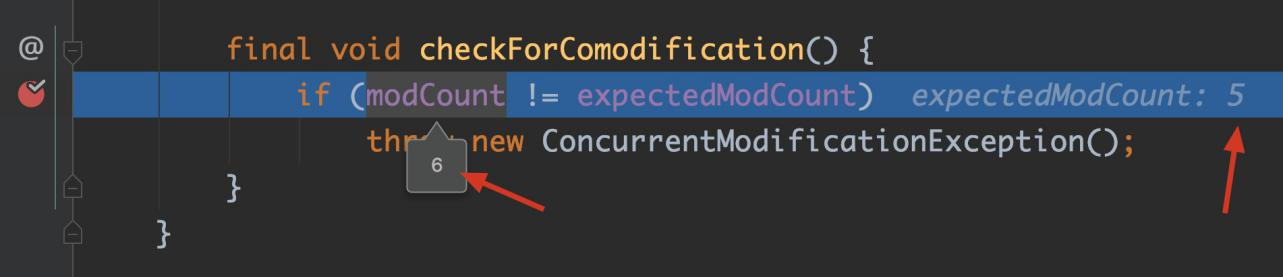 @ final void checkForComodification() {
if (modCount != expectedModCount) expectedModCount: 5
throw new ConcurrentModificationException();
6
}
}